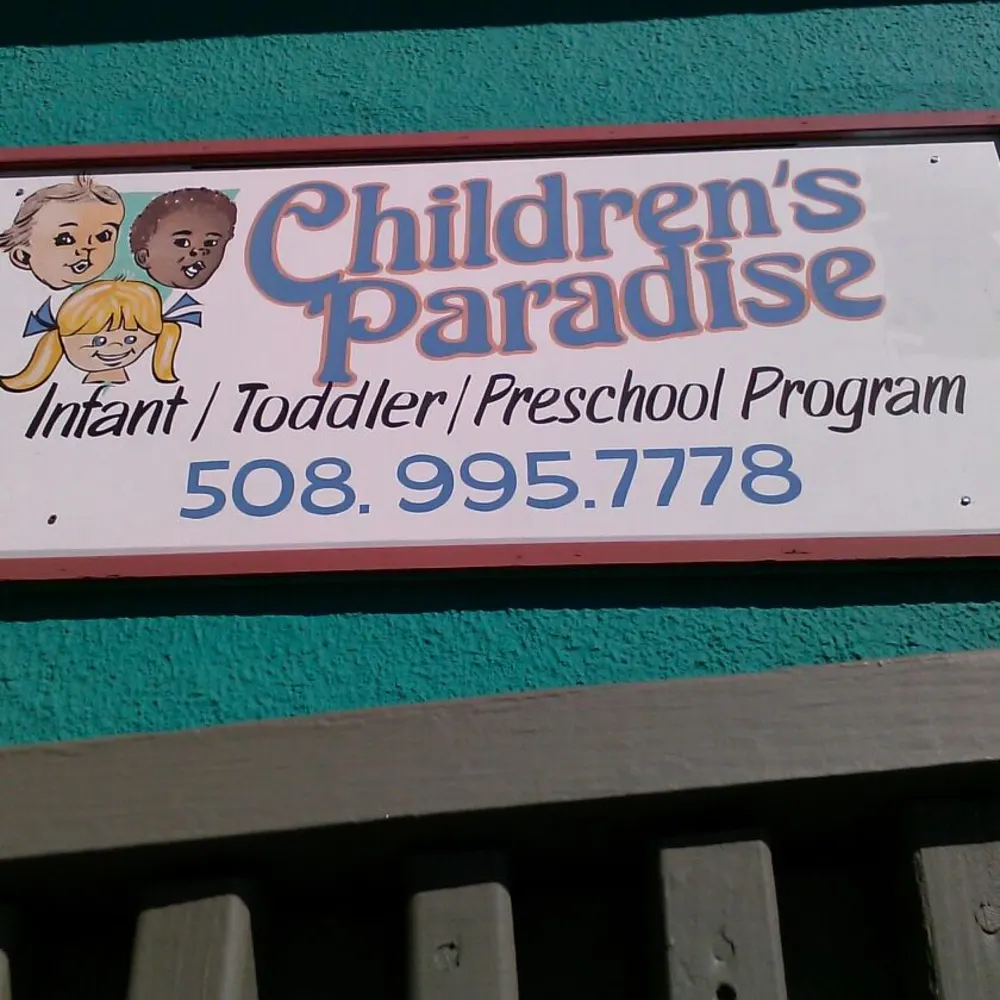 Children's
Paradise
Infant / Toddler / Preschool Program
508. 995.7778